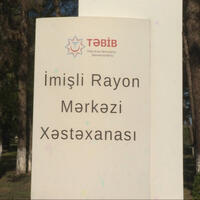 TƏBİB
İmişli Rayon
Mərkəzi
Xəstəxanası